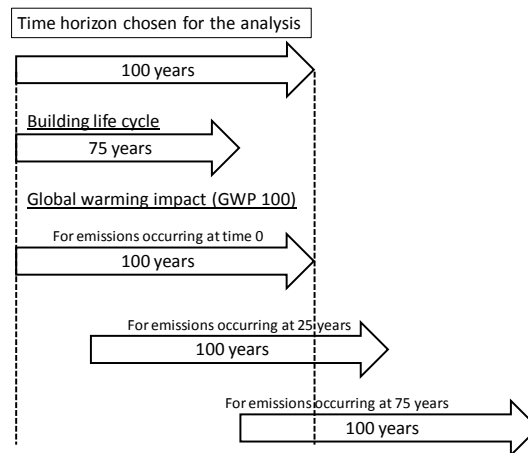 Time horizon chosen for the analysis
100 years
Building life cycle
75 years
Global warming impact (GWP 100)
For emissions occurring at time 0
100 years
For emissions occurring at 25 years
100 years
For emissions occurring at 75 years
100 years